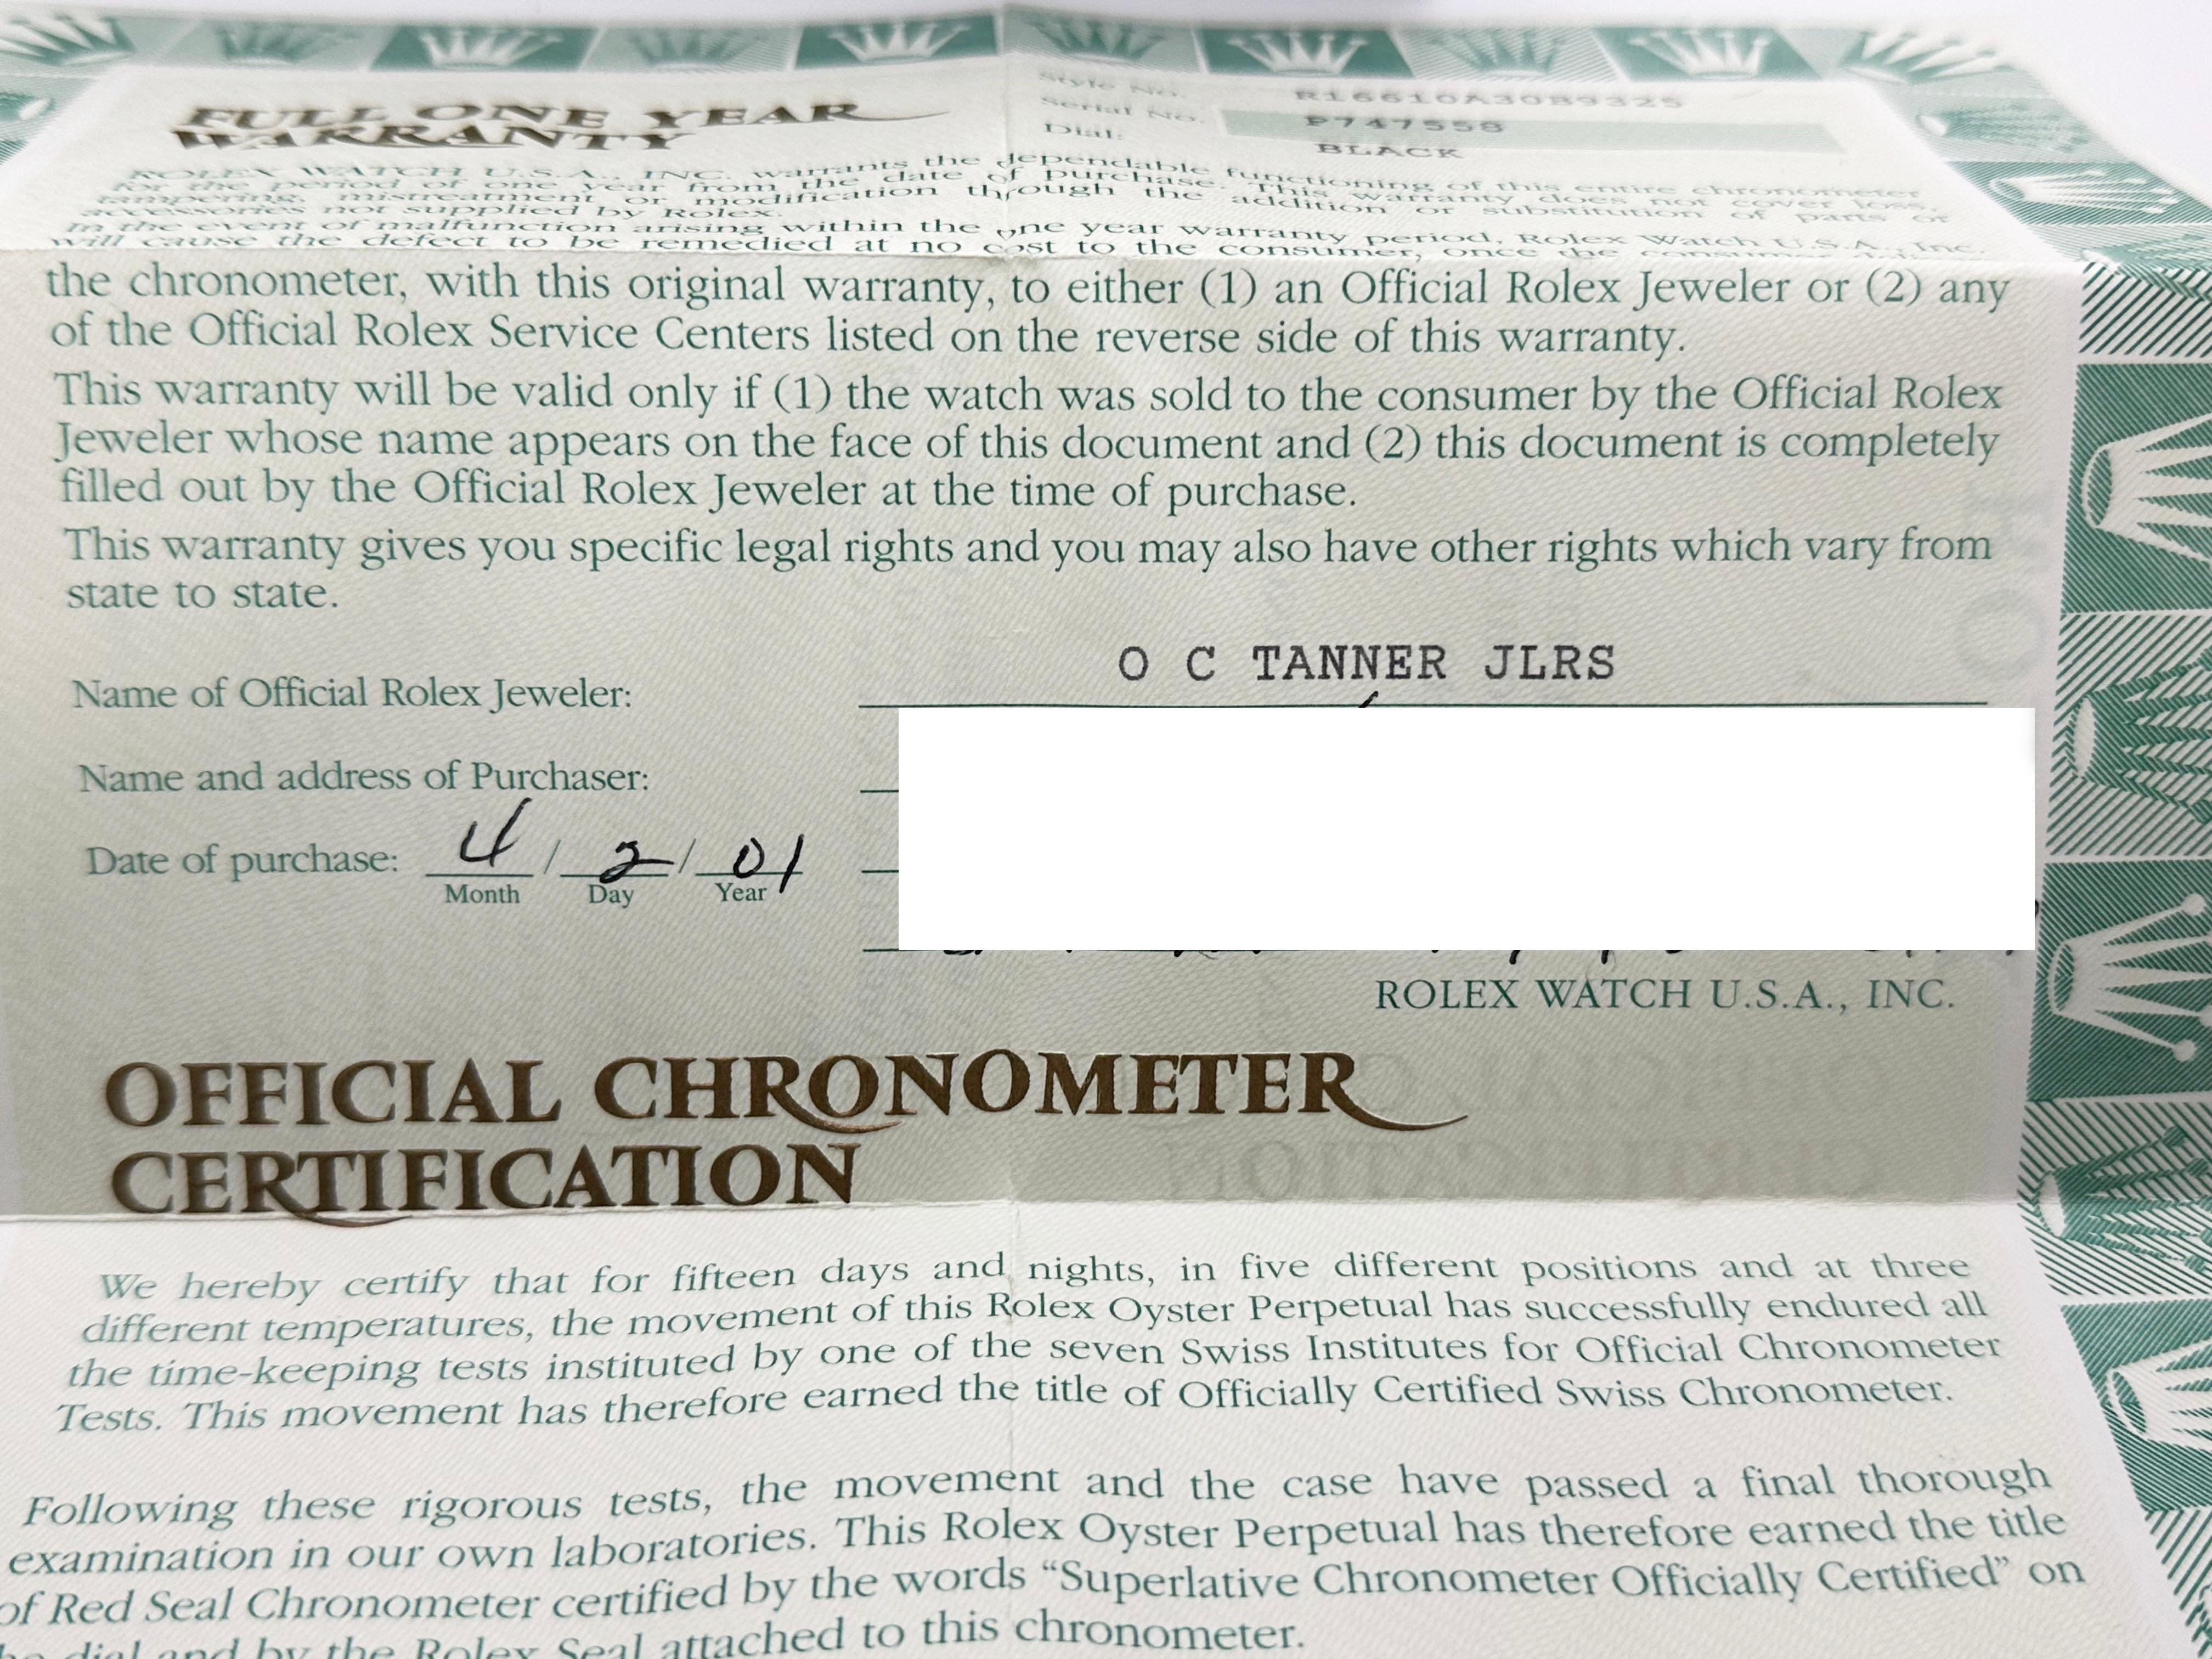 FULL ONE YEAR
WARRANTY
Style No. R16610A30B9325
Serial No. P747558
Dial: BLACK
ROLEX WATCH U.S.A., INC. warrants the dependable functioning of this entire chronometer
for the period of one year from the date of purchase. This warranty does not cover loss,
tampering, mistreatment or modification through the addition or substitution of parts or
accessories not supplied by Rolex.
In the event of malfunction arising within the one year warranty period, Rolex Watch U.S.A., Inc.
will cause the defect to be remedied at no cost to the consumer, once the consumer
the chronometer, with this original warranty, to either (1) an Official Rolex Jeweler or (2) any
of the Official Rolex Service Centers listed on the reverse side of this warranty.
This warranty will be valid only if (1) the watch was sold to the consumer by the Official Rolex
Jeweler whose name appears on the face of this document and (2) this document is completely
filled out by the Official Rolex Jeweler at the time of purchase.
This warranty gives you specific legal rights and you may also have other rights which vary from
state to state.
Name of Official Rolex Jeweler: O C TANNER JLRS
Name and address of Purchaser:
Date of purchase: 4 / 2 / 01
Month Day Year
ROLEX WATCH U.S.A., INC.
OFFICIAL CHRONOMETER
CERTIFICATION
We hereby certify that for fifteen days and nights, in five different positions and at three
different temperatures, the movement of this Rolex Oyster Perpetual has successfully endured all
the time-keeping tests instituted by one of the seven Swiss Institutes for Official Chronometer
Tests. This movement has therefore earned the title of Officially Certified Swiss Chronometer.
Following these rigorous tests, the movement and the case have passed a final thorough
examination in our own laboratories. This Rolex Oyster Perpetual has therefore earned the title
of Red Seal Chronometer certified by the words “Superlative Chronometer Officially Certified” on
dial and by the Rolex Seal attached to this chronometer.